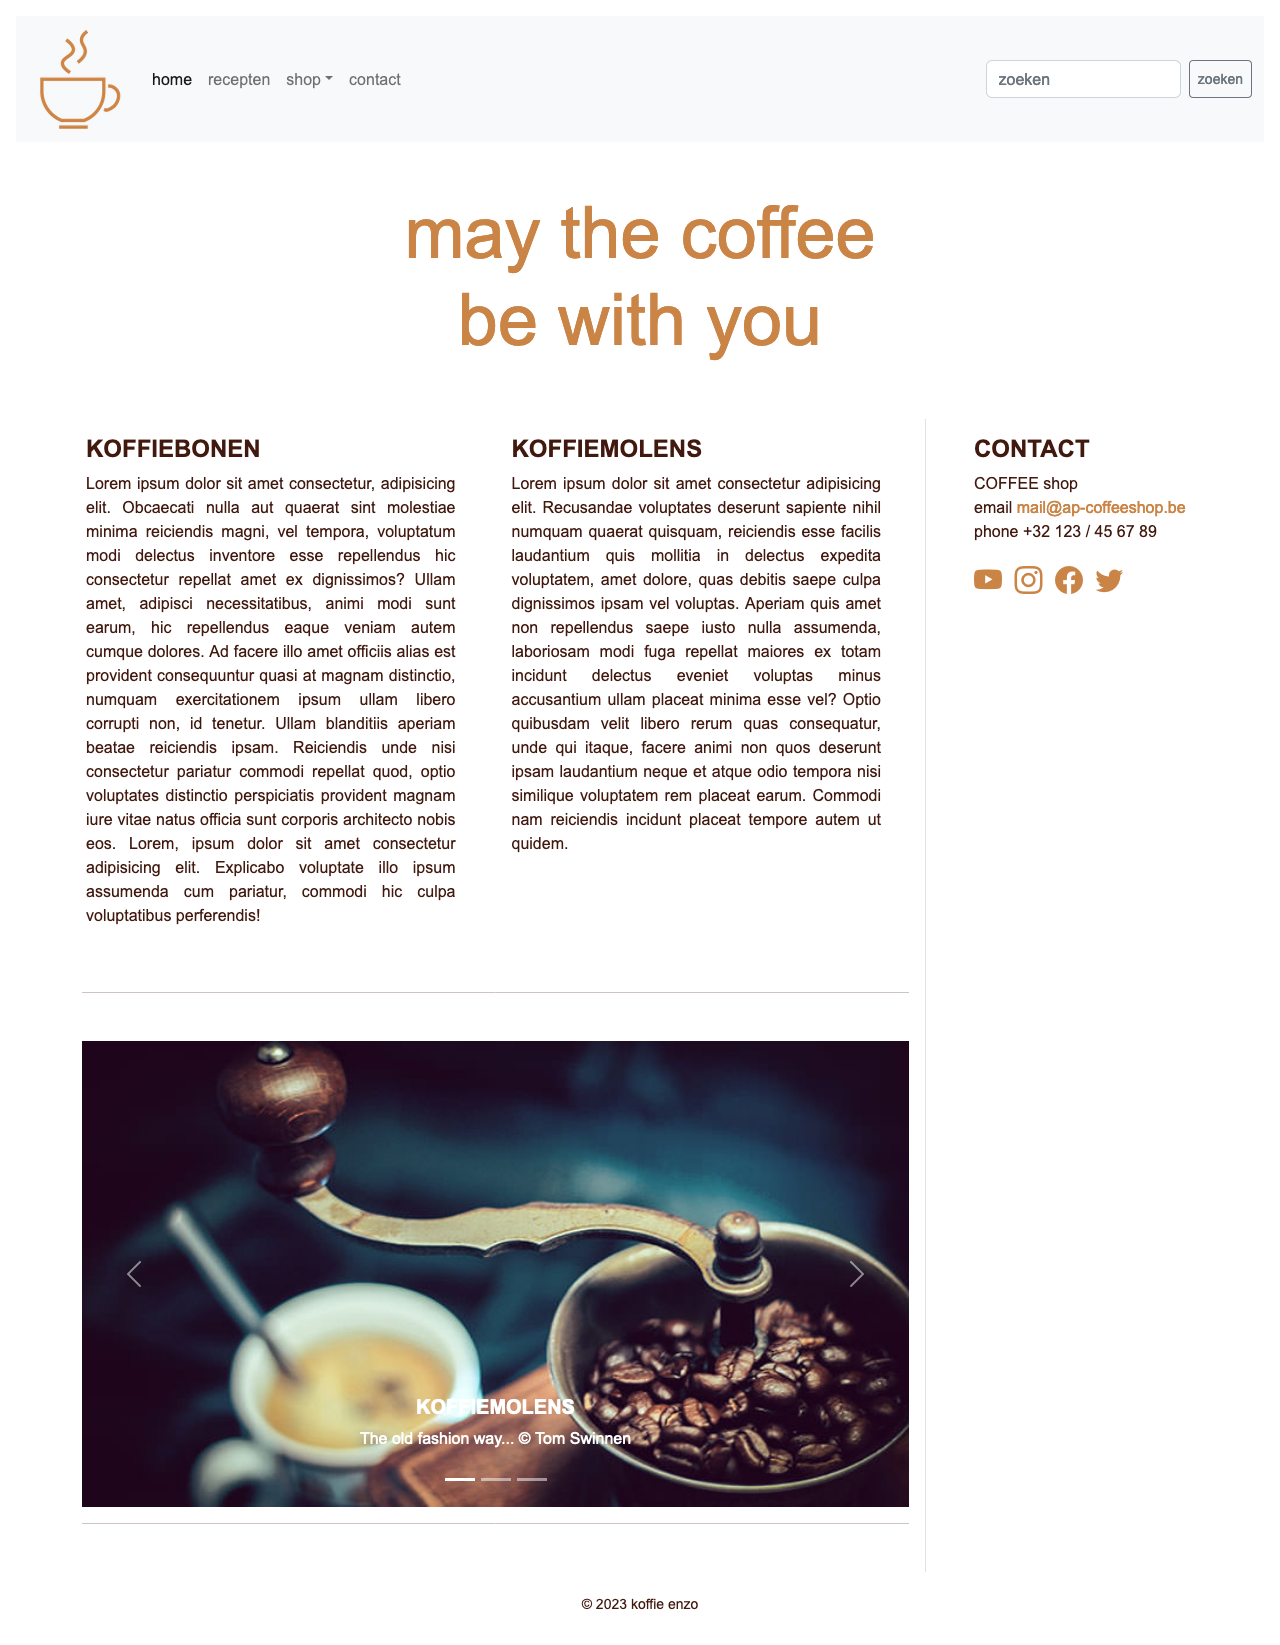 home recepten shop contact zoeken zoeken
may the coffee
be with you
KOFFIEBONEN
Lorem ipsum dolor sit amet consectetur, adipisicing
elit. Obcaecati nulla aut quaerat sint molestiae
minima reiciendis magni, vel tempora, voluptatum
modi delectus inventore esse repellendus hic
consectetur repellat amet ex dignissimos? Ullam
amet, adipisci necessitatibus, animi modi sunt
earum, hic repellendus eaque veniam autem
cumque dolores. Ad facere illo amet officiis alias est
provident consequuntur quasi at magnam distinctio,
numquam exercitationem ipsum ullam libero
corrupti non, id tenetur. Ullam blanditiis aperiam
beatae reiciendis ipsam. Reiciendis unde nisi
consectetur pariatur commodi repellat quod, optio
voluptates distinctio perspiciatis provident magnam
iure vitae natus officia sunt corporis architecto nobis
eos. Lorem, ipsum dolor sit amet consectetur
adipisicing elit. Explicabo voluptate illo ipsum
assumenda cum pariatur, commodi hic culpa
voluptatibus perferendis!
KOFFIEMOLENS
Lorem ipsum dolor sit amet consectetur adipisicing
elit. Recusandae voluptates deserunt sapiente nihil
numquam quaerat quisquam, reiciendis esse facilis
laudantium quis mollitia in delectus expedita
voluptatem, amet dolore, quas debitis saepe culpa
dignissimos ipsam vel voluptas. Aperiam quis amet
non repellendus saepe iusto nulla assumenda,
laboriosam modi fuga repellat maiores ex totam
incidunt delectus eveniet voluptas minus
accusantium ullam placeat minima esse vel? Optio
quibusdam velit libero rerum quas consequatur,
unde qui itaque, facere animi non quos deserunt
ipsam laudantium neque et atque odio tempora nisi
similique voluptatem rem placeat earum. Commodi
nam reiciendis incidunt placeat tempore autem ut
quidem.
CONTACT
COFFEE shop
email mail@ap-coffeeshop.be
phone +32 123 / 45 67 89
KOFFIEMOLENS
The old fashion way... © Tom Swinnen
© 2023 koffie enzo